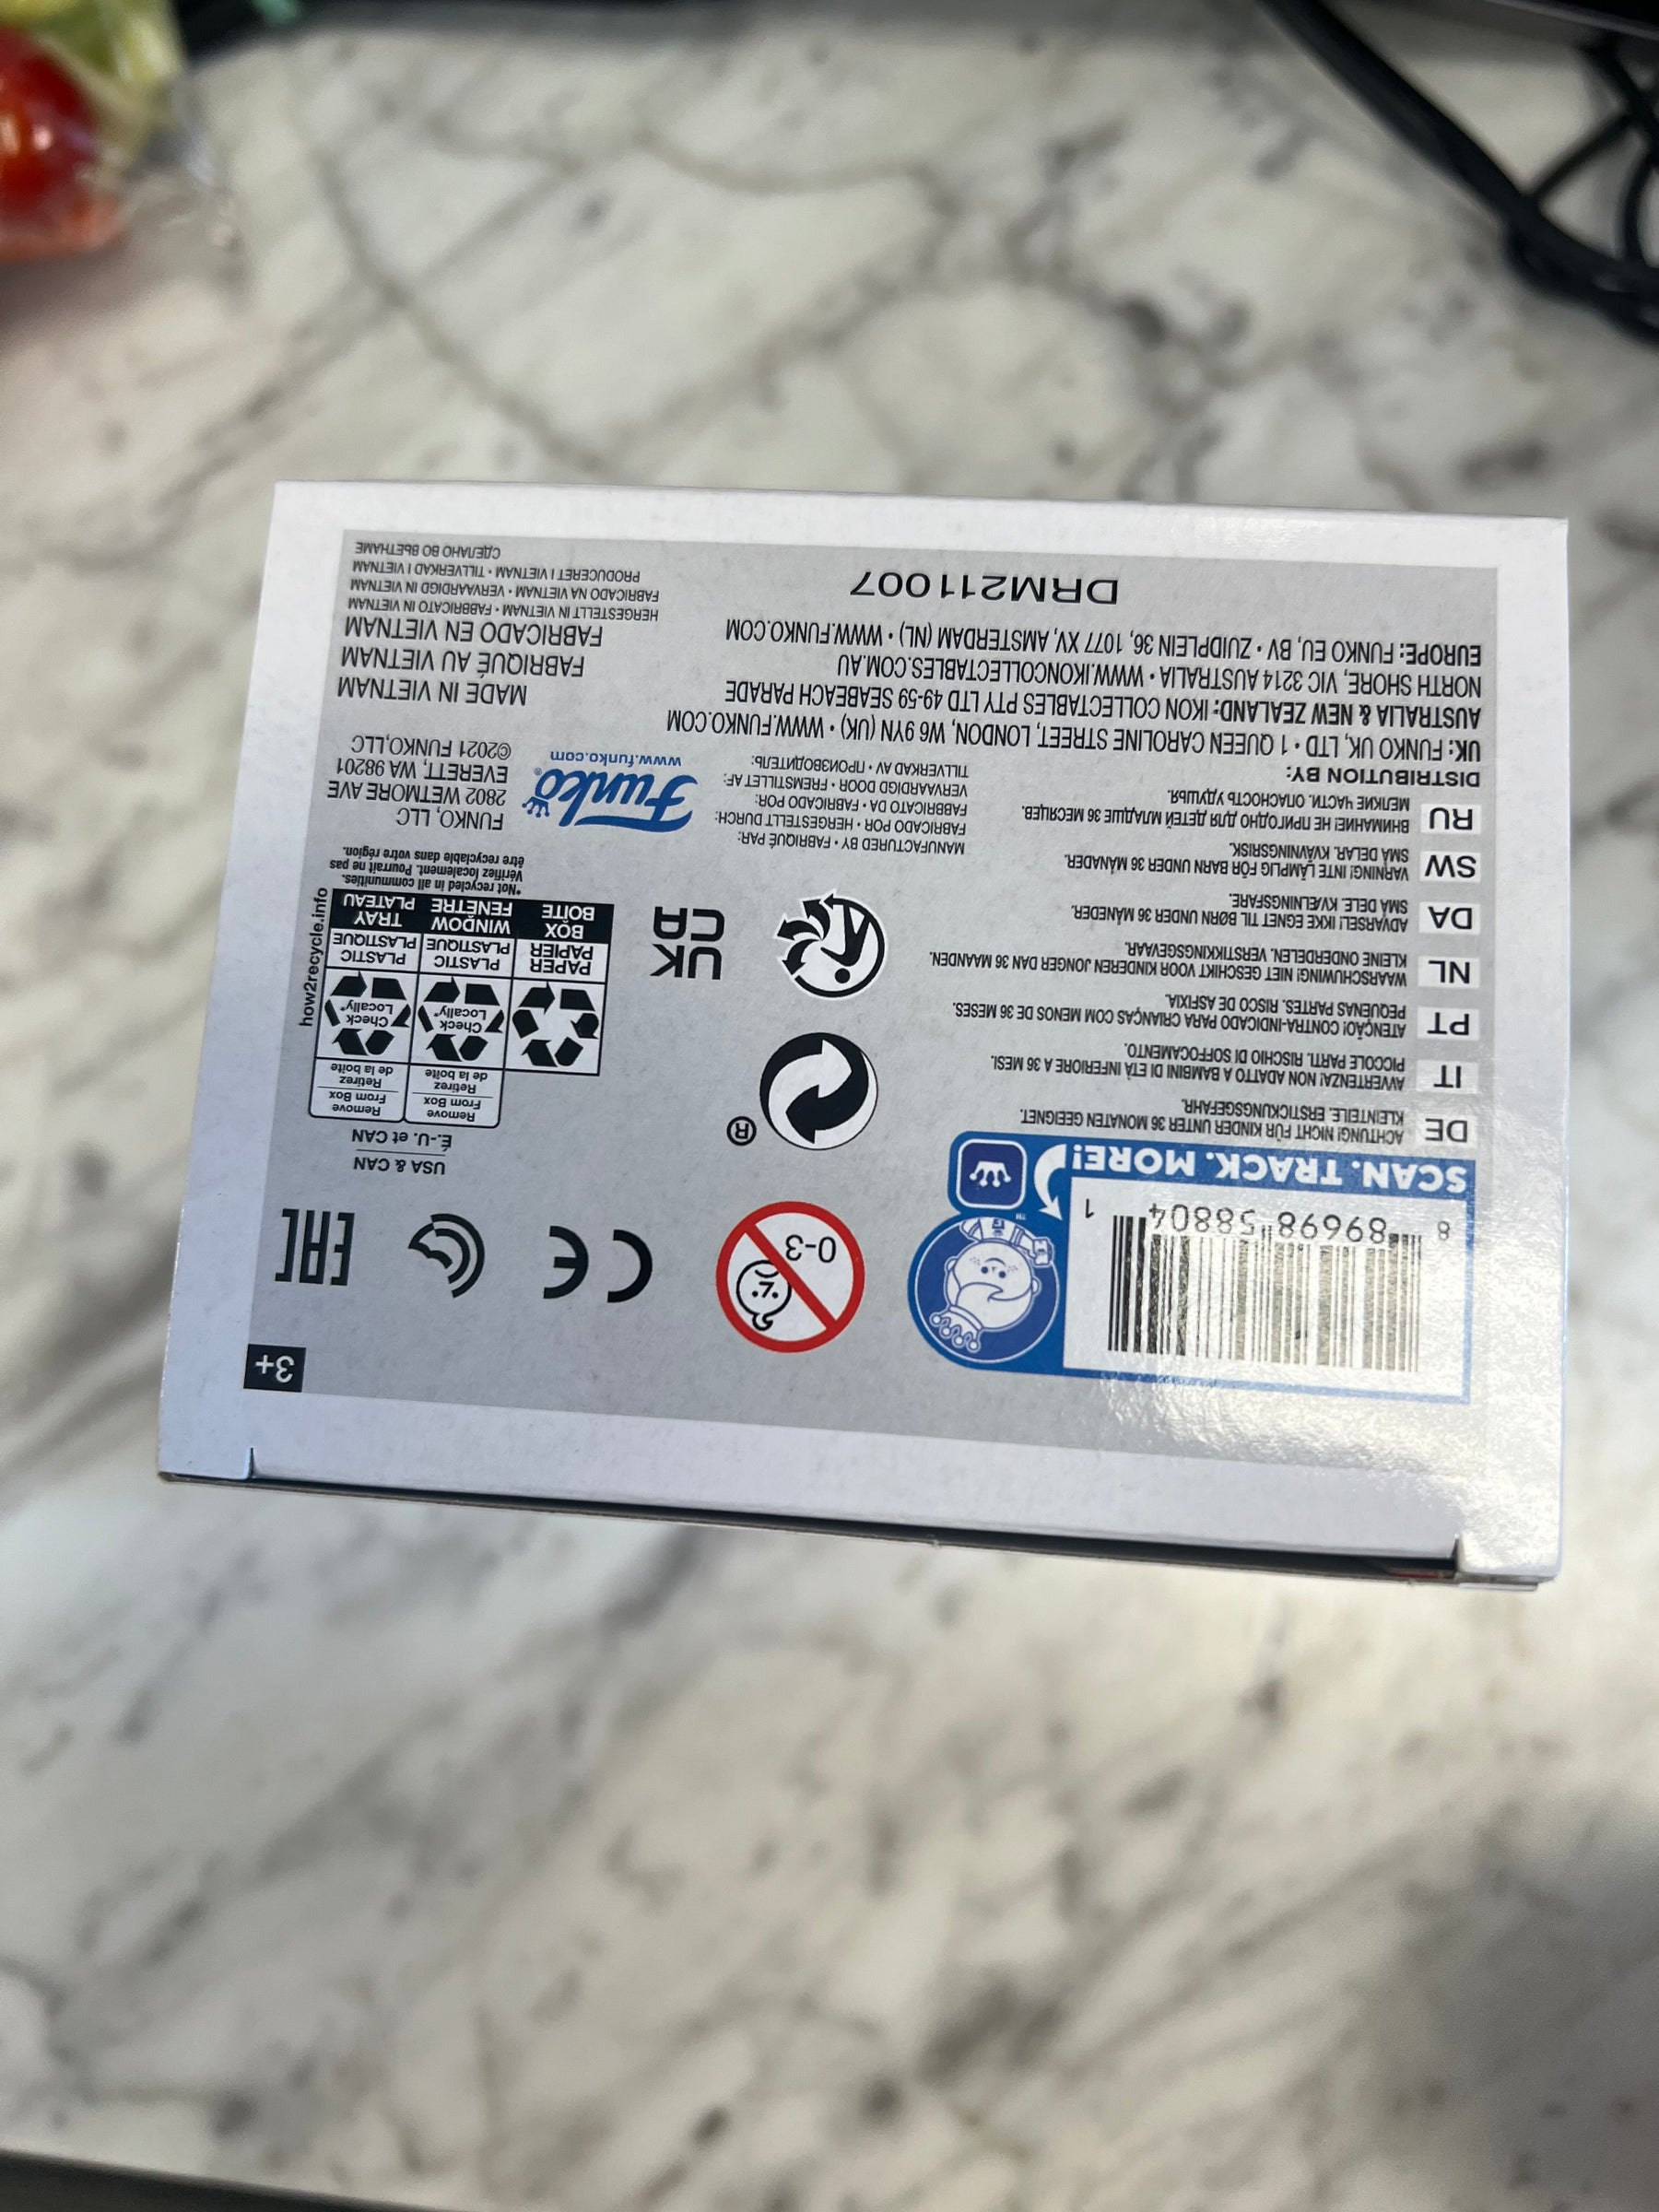 3+
8 89698 58804 1
SCAN. TRACK. MORE!
™
0-3
CE
EAC
DE
ACHTUNG! NICHT FÜR KINDER UNTER 36 MONATEN GEEIGNET.
KLEINTEILE. ERSTICKUNGSGEFAHR.
IT
AVVERTENZA! NON ADATTO A BAMBINI DI ETÀ INFERIORE A 36 MESI.
PICCOLE PARTI. RISCHIO DI SOFFOCAMENTO.
PT
ATENÇÃO! CONTRA-INDICADO PARA CRIANÇAS COM MENOS DE 36 MESES.
PEQUENAS PARTES. RISCO DE ASFIXIA.
NL
WAARSCHUWING! NIET GESCHIKT VOOR KINDEREN JONGER DAN 36 MAANDEN.
KLEINE ONDERDELEN. VERSTIKKINGSGEVAAR.
DA
ADVARSEL! IKKE EGNET TIL BØRN UNDER 36 MÅNEDER.
SMÅ DELE. KVÆLNINGSFARE.
SW
VARNING! INTE LÄMPLIG FÖR BARN UNDER 36 MÅNADER.
SMÅ DELAR. KVÄVNINGSRISK.
RU
ВНИМАНИЕ! НЕ ПРИГОДНО ДЛЯ ДЕТЕЙ МЛАДШЕ 36 МЕСЯЦЕВ.
МЕЛКИЕ ЧАСТИ. ОПАСНОСТЬ УДУШЬЯ.
®
UK
CA
USA & CAN
É.-U. et CAN
Remove
From Box
Retirez
de la boîte
Remove
From Box
Retirez
de la boîte
Check
Locally*
Check
Locally*
PAPER
PAPIER
PLASTIC
PLASTIQUE
PLASTIC
PLASTIQUE
BOX
BOÎTE
WINDOW
FENÊTRE
TRAY
PLATEAU
how2recycle.info
*Not recycled in all communities.
Vérifiez localement. Pourrait ne pas
être recyclable dans votre région.
MANUFACTURED BY • FABRIQUÉ PAR:
FABRICADO POR • HERGESTELLT DURCH:
FABBRICATO DA • FABRICADO POR:
VERVAARDIGD DOOR • FREMSTILLET AF:
TILLVERKAD AV • ПРОИЗВОДИТЕЛЬ:
Funko®
www.funko.com
FUNKO, LLC
2802 WETMORE AVE
EVERETT, WA 98201
©2021 FUNKO, LLC
DISTRIBUTION BY:
UK: FUNKO UK, LTD • 1 QUEEN CAROLINE STREET, LONDON, W6 9YN (UK) • WWW.FUNKO.COM
AUSTRALIA & NEW ZEALAND: IKON COLLECTABLES PTY LTD 49-59 SEABEACH PARADE
NORTH SHORE, VIC 3214 AUSTRALIA • WWW.IKONCOLLECTABLES.COM.AU
EUROPE: FUNKO EU, BV • ZUIDPLEIN 36, 1077 XV, AMSTERDAM (NL) • WWW.FUNKO.COM
DRM211007
MADE IN VIETNAM
FABRIQUÉ AU VIETNAM
FABRICADO EN VIETNAM
HERGESTELLT IN VIETNAM • FABBRICATO IN VIETNAM
FABRICADO NA VIETNAM • VERVAARDIGD IN VIETNAM
PRODUCERET I VIETNAM • TILLVERKAD I VIETNAM
СДЕЛАНО ВО ВЬЕТНАМЕ